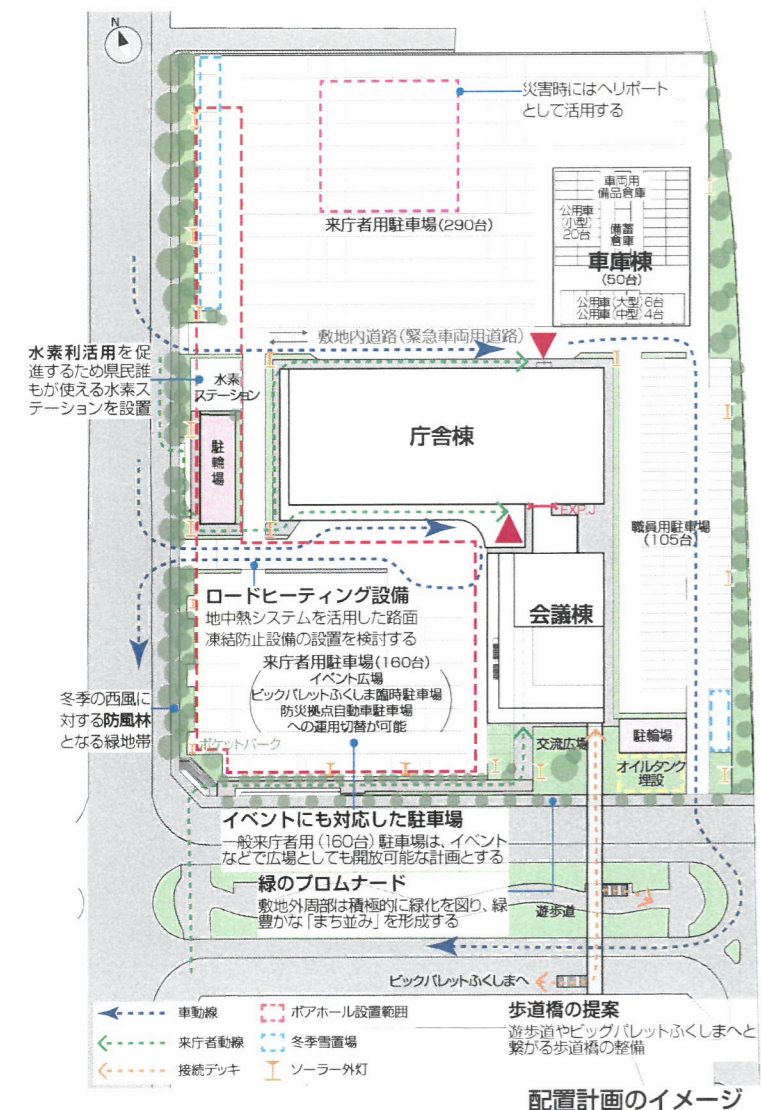 N
災害時にはヘリポート
として活用する
車両用
備品倉庫
公用車
(小型)
20台
備蓄
倉庫
車庫棟
(50台)
公用車(大型)6台
公用車(中型)4台
来庁者用駐車場(290台)
敷地内道路(緊急車両用道路)
水素利活用を促
進するため県民誰
もが使える水素ス
テーションを設置
水素
ステーション
駐輪場
庁舎棟
EXP.J
職員用駐車場
(105台)
ロードヒーティング設備
地中熱システムを活用した路面
凍結防止設備の設置を検討する
会議棟
来庁者用駐車場(160台)
イベント広場
ビックパレットふくしま臨時駐車場
防災拠点自動車駐車場
への運用切替が可能
冬季の西風に
対する防風林
となる緑地帯
ポケットパーク
交流広場
駐輪場
オイルタンク
埋設
イベントにも対応した駐車場
一般来庁者用(160台)駐車場は、イベント
などで広場としても開放可能な計画とする
緑のプロムナード
敷地外周部は積極的に緑化を図り、緑
豊かな「まち並み」を形成する
遊歩道
ビックパレットふくしまへ
車動線
来庁者動線
接続デッキ
ボアホール設置範囲
冬季雪置場
ソーラー外灯
歩道橋の提案
遊歩道やビッグパレットふくしまへと
繋がる歩道橋の整備
配置計画のイメージ